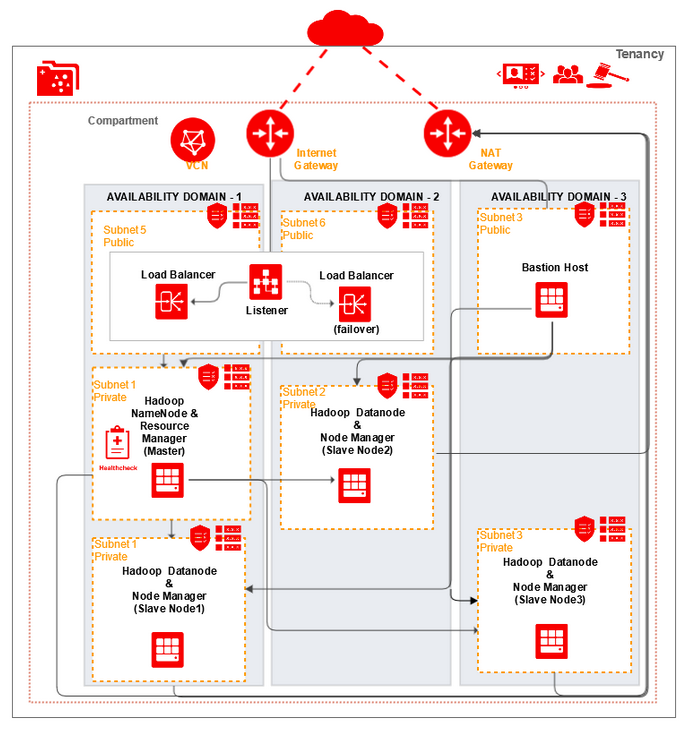 Tenancy
Compartment
VCN
Internet
Gateway
NAT
Gateway
AVAILABILITY DOMAIN - 1
AVAILABILITY DOMAIN - 2
AVAILABILITY DOMAIN - 3
Subnet 5
Public
Subnet 6
Public
Subnet 3
Public
Load Balancer
Listener
Load Balancer
(failover)
Bastion Host
Subnet 1
Private
Hadoop
NameNode &
Resource
Manager
(Master)
Healthcheck
Subnet 2
Private
Hadoop Datanode
&
Node Manager
(Slave Node2)
Subnet 1
Private
Hadoop Datanode
&
Node Manager
(Slave Node1)
Subnet 3
Private
Hadoop Datanode
&
Node Manager
(Slave Node3)